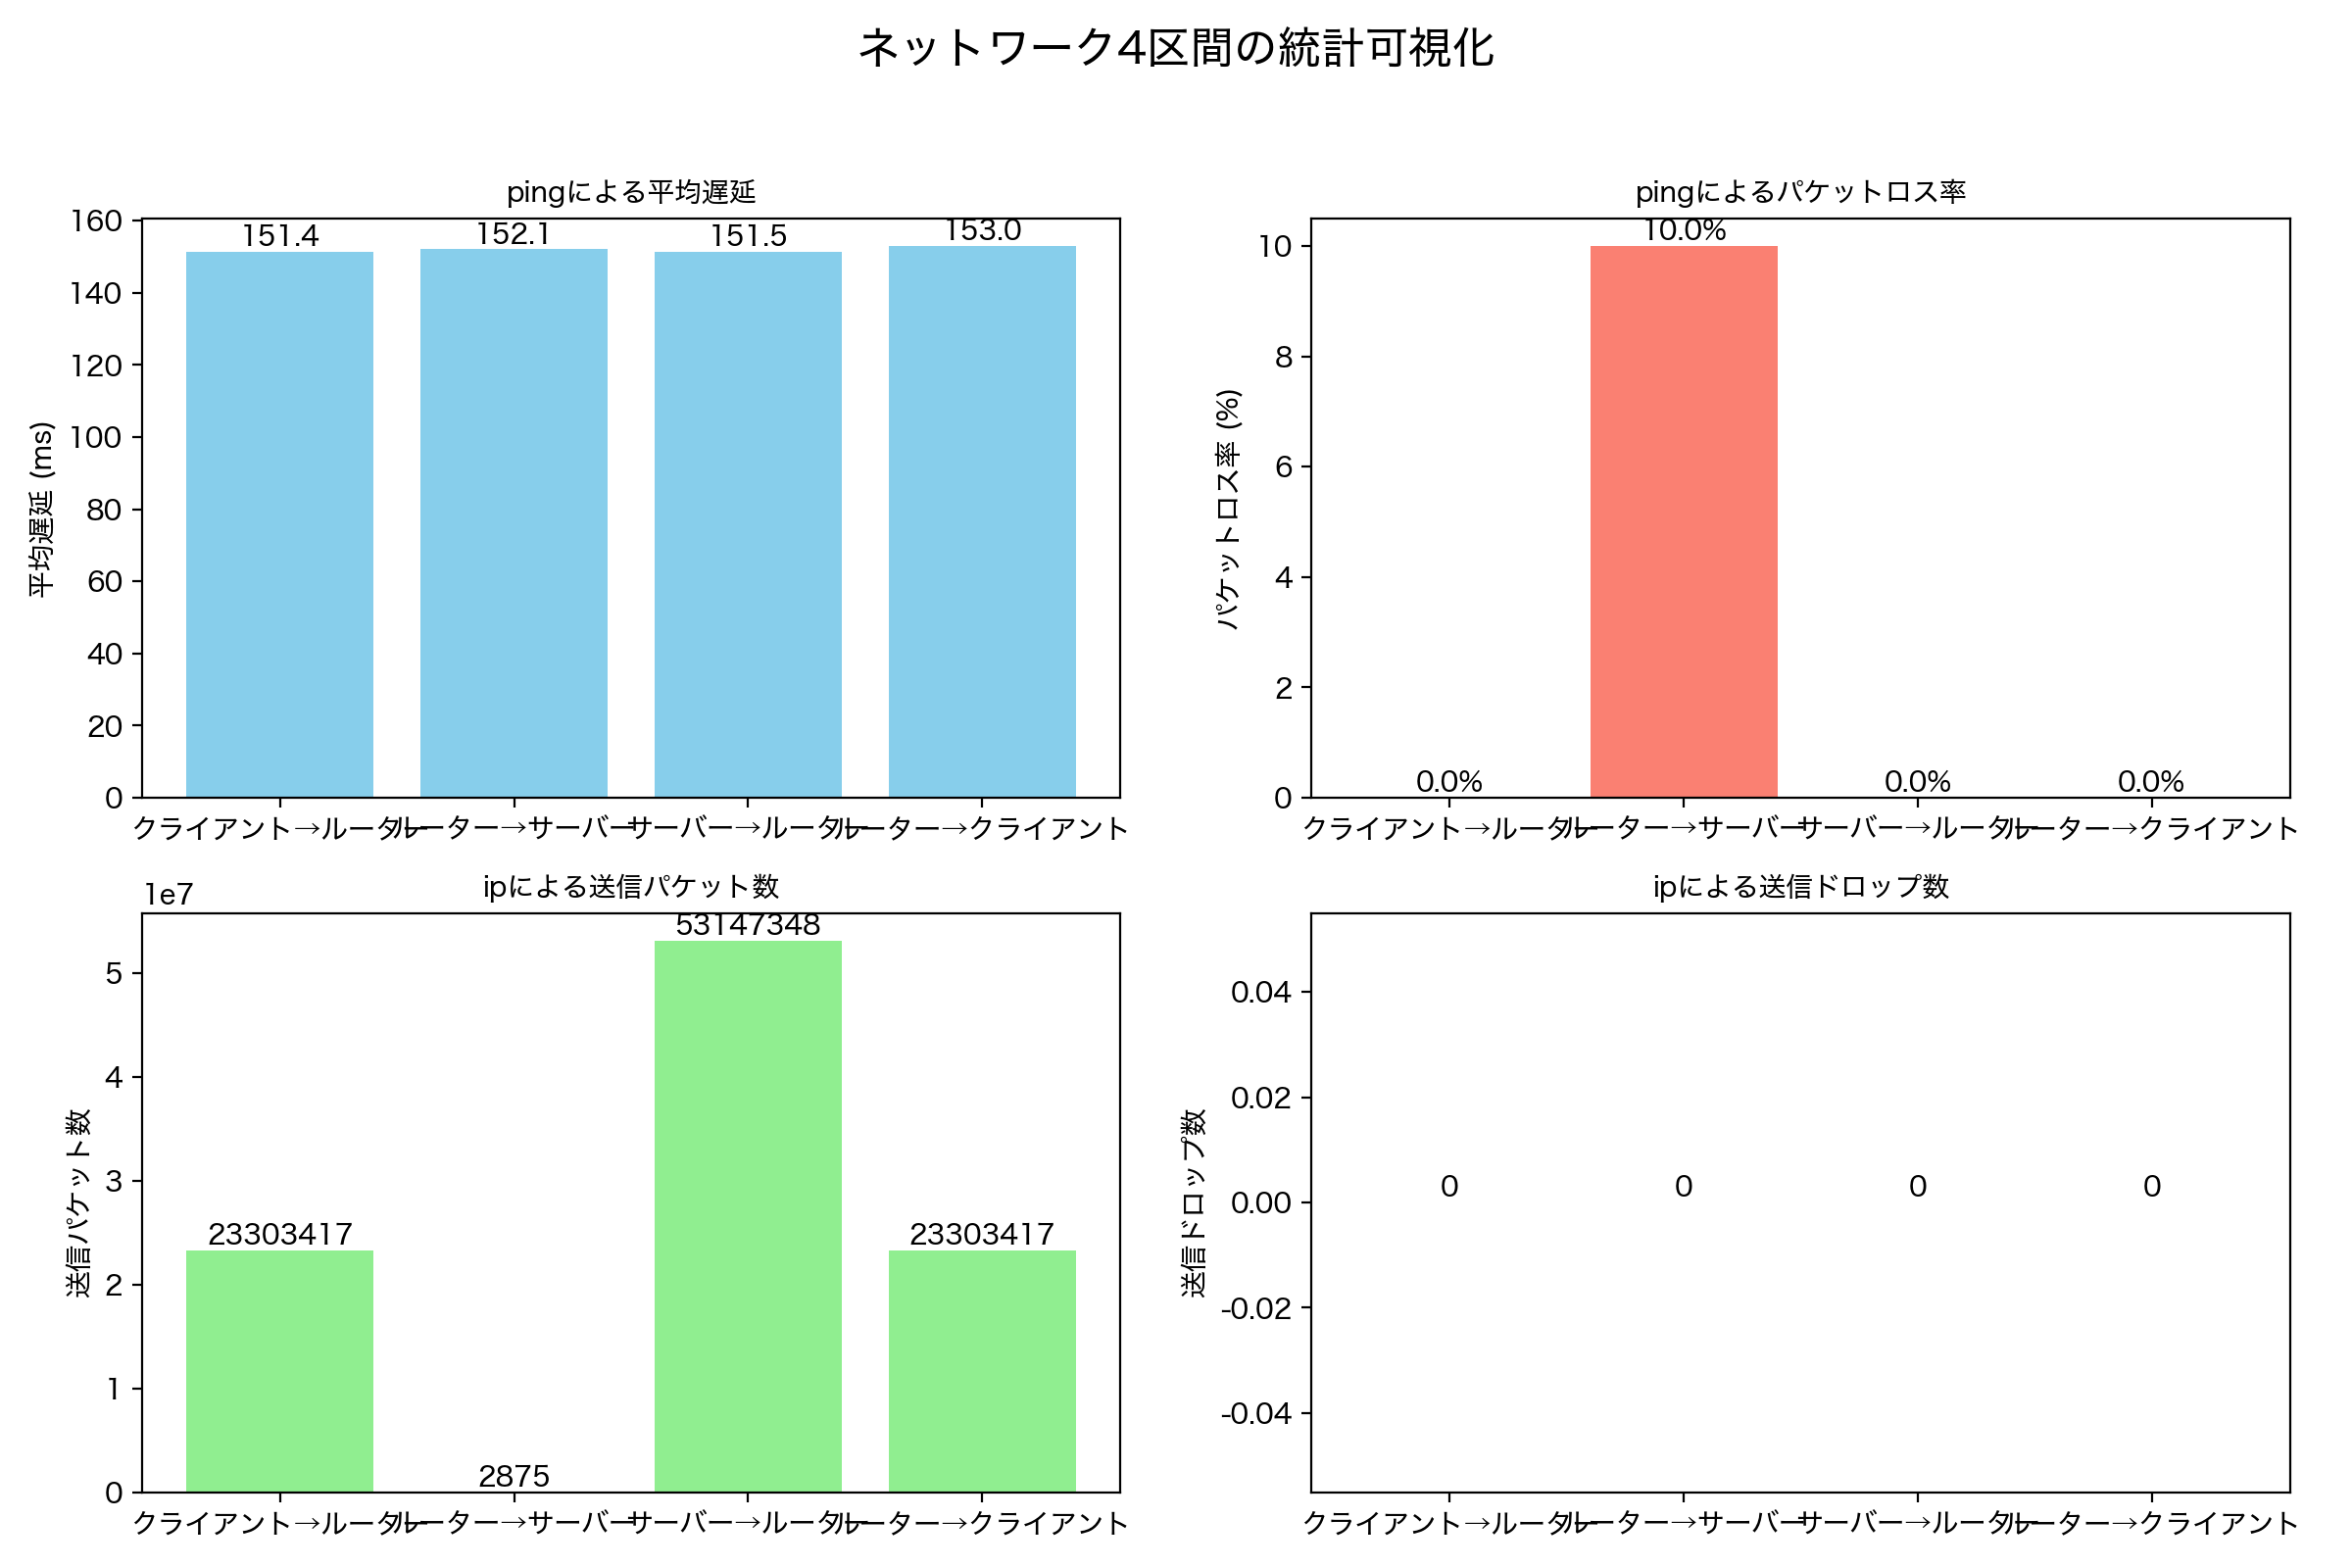 ネットワーク4区間の統計可視化
pingによる平均遅延
平均遅延 (ms)
160
140
120
100
80
60
40
20
0
151.4
152.1
151.5
153.0
クライアント→ルーター
ルーター→サーバー
サーバー→ルーター
ルーター→クライアント
pingによるパケットロス率
パケットロス率 (%)
10
8
6
4
2
0
0.0%
10.0%
0.0%
0.0%
クライアント→ルーター
ルーター→サーバー
サーバー→ルーター
ルーター→クライアント
ipによる送信パケット数
1e7
送信パケット数
5
4
3
2
1
0
23303417
2875
53147348
23303417
クライアント→ルーター
ルーター→サーバー
サーバー→ルーター
ルーター→クライアント
ipによる送信ドロップ数
送信ドロップ数
0.04
0.02
0.00
-0.02
-0.04
0
0
0
0
クライアント→ルーター
ルーター→サーバー
サーバー→ルーター
ルーター→クライアント